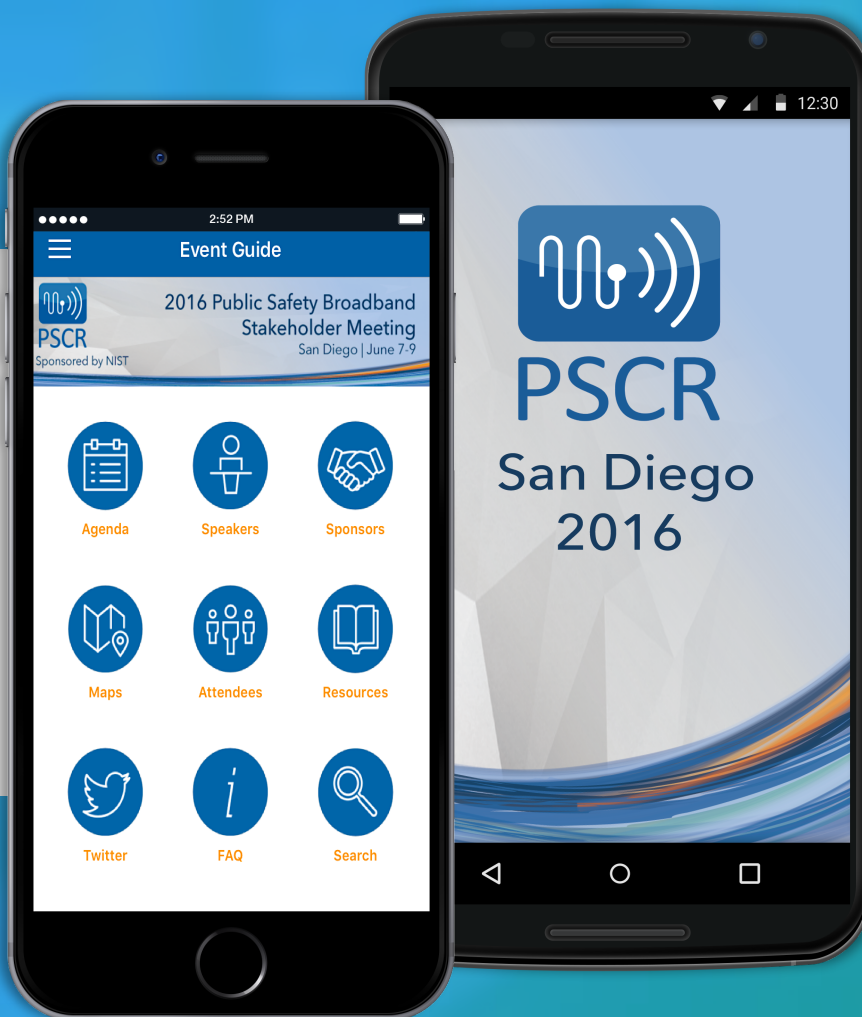 2:52 PM
Event Guide
PSCR
Sponsored by NIST
2016 Public Safety Broadband
Stakeholder Meeting
San Diego | June 7-9
Agenda
Speakers
Sponsors
Maps
Attendees
Resources
Twitter
FAQ
Search
12:30
PSCR
San Diego
2016